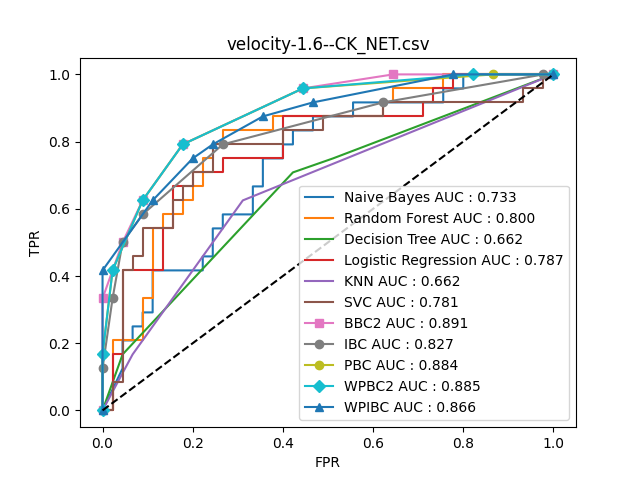 velocity-1.6--CK_NET.csv
TPR
1.0
0.8
0.6
0.4
0.2
0.0
Naive Bayes AUC : 0.733
Random Forest AUC : 0.800
Decision Tree AUC : 0.662
Logistic Regression AUC : 0.787
KNN AUC : 0.662
SVC AUC : 0.781
BBC2 AUC : 0.891
IBC AUC : 0.827
PBC AUC : 0.884
WPBC2 AUC : 0.885
WPIBC AUC : 0.866
0.0 0.2 0.4 0.6 0.8 1.0
FPR